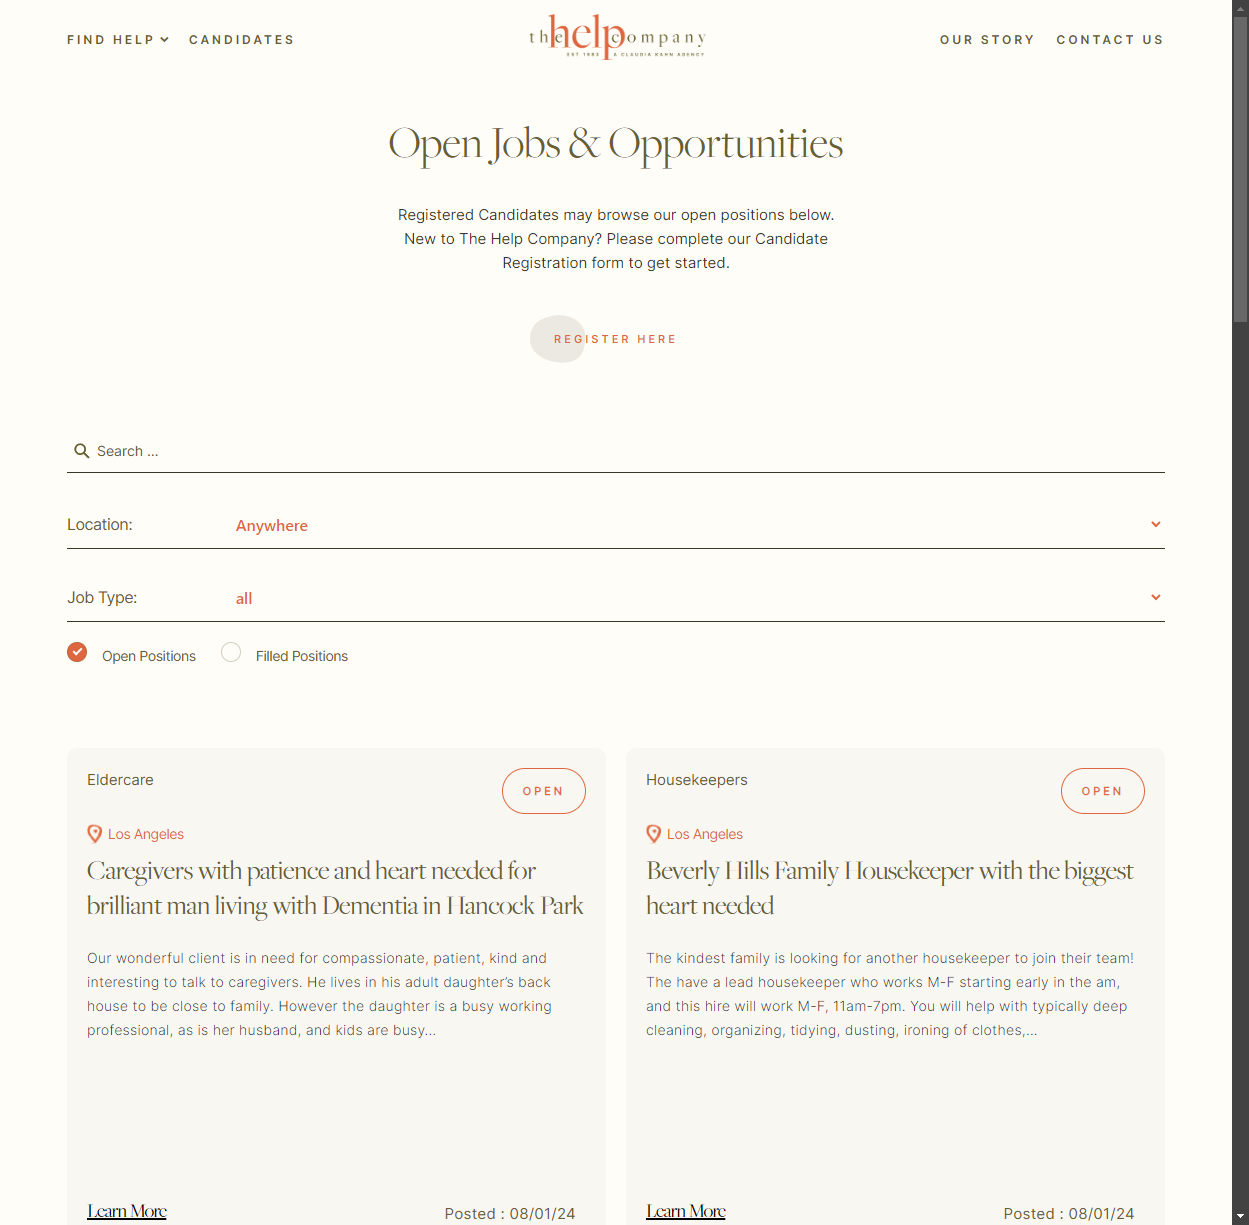 FIND HELP CANDIDATES
the help company
EST 1982 A CLAUDIA KAHN AGENCY
OUR STORY CONTACT US
Open Jobs & Opportunities
Registered Candidates may browse our open positions below.
New to The Help Company? Please complete our Candidate
Registration form to get started.
REGISTER HERE
Search ...
Location: Anywhere
Job Type: all
Open Positions Filled Positions
Eldercare
OPEN
Los Angeles
Caregivers with patience and heart needed for
brilliant man living with Dementia in Hancock Park
Our wonderful client is in need for compassionate, patient, kind and
interesting to talk to caregivers. He lives in his adult daughter’s back
house to be close to family. However the daughter is a busy working
professional, as is her husband, and kids are busy...
Learn More Posted : 08/01/24
Housekeepers
OPEN
Los Angeles
Beverly Hills Family Housekeeper with the biggest
heart needed
The kindest family is looking for another housekeeper to join their team!
The have a lead housekeeper who works M-F starting early in the am,
and this hire will work M-F, 11am-7pm. You will help with typically deep
cleaning, organizing, tidying, dusting, ironing of clothes,...
Learn More Posted : 08/01/24